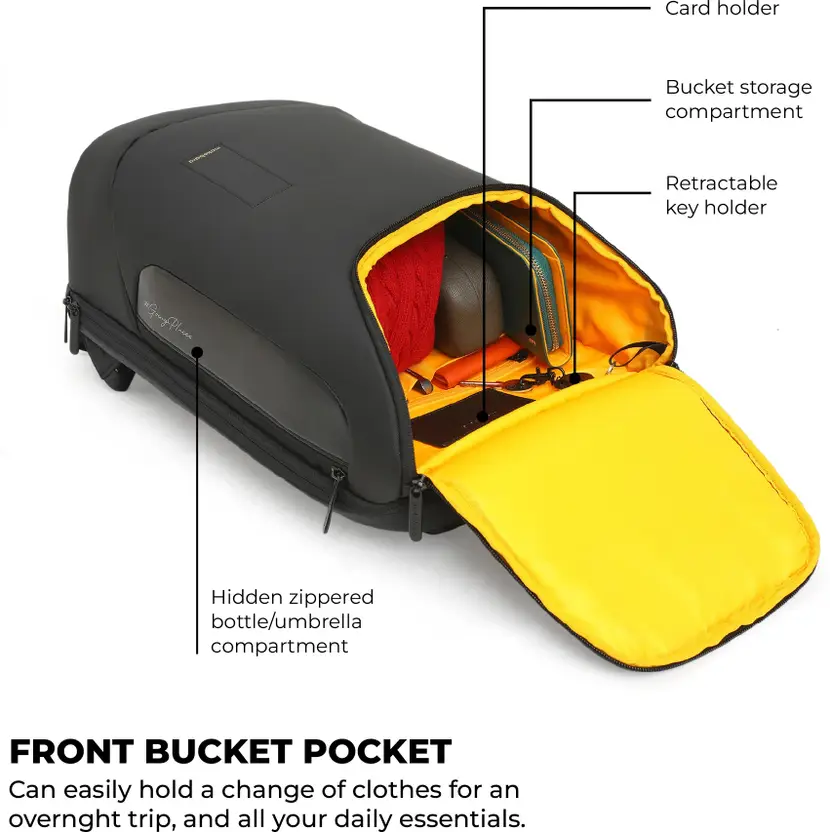 Card holder
Bucket storage
compartment
Retractable
key holder
#GoingPlaces
Hidden zippered
bottle/umbrella
compartment
FRONT BUCKET POCKET
Can easily hold a change of clothes for an
overnght trip, and all your daily essentials.